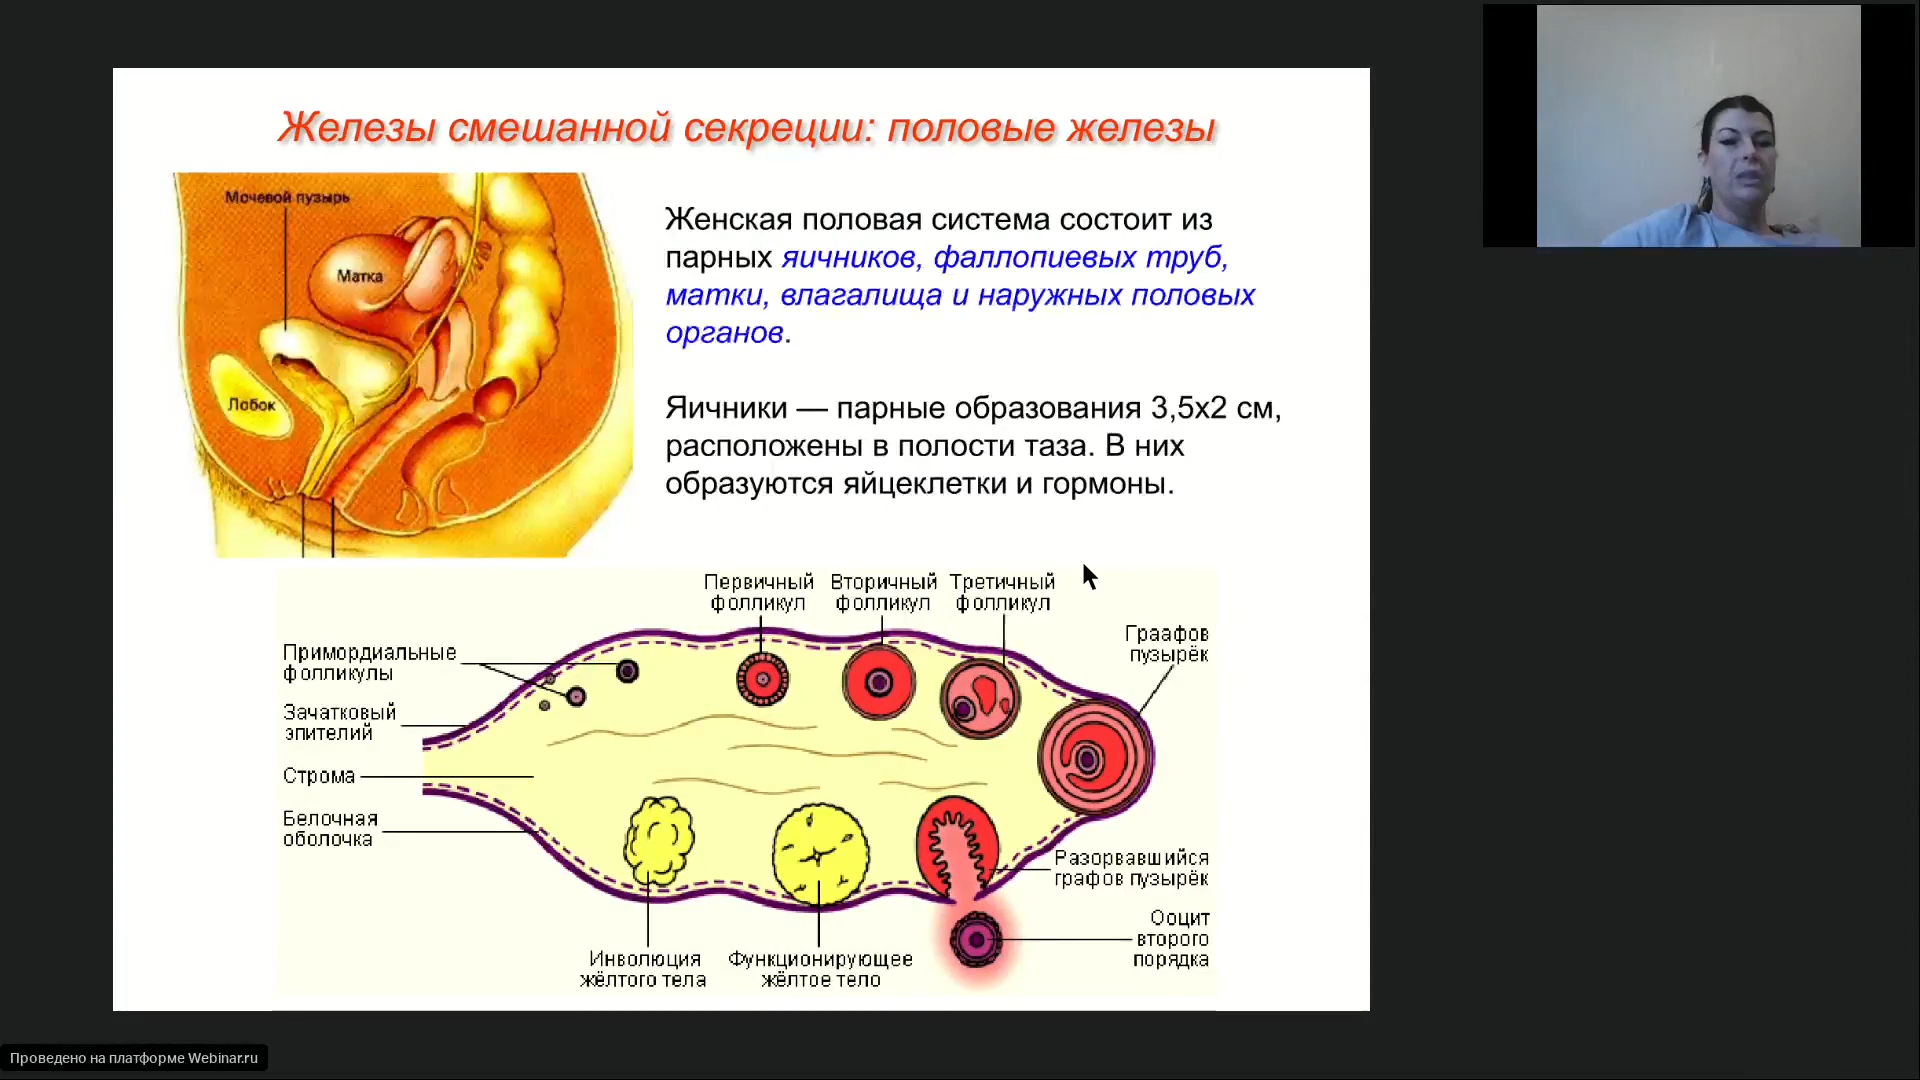 Железы смешанной секреции: половые железы
Мочевой пузырь
Матка
Лобок
Женская половая система состоит из
парных яичников, фаллопиевых труб,
матки, влагалища и наружных половых
органов.
Яичники — парные образования 3,5х2 см,
расположены в полости таза. В них
образуются яйцеклетки и гормоны.
Первичный
фолликул
Вторичный
фолликул
Третичный
фолликул
Граафов
пузырёк
Примордиальные
фолликулы
Зачатковый
эпителий
Строма
Белочная
оболочка
Разорвавшийся
графов пузырёк
Ооцит
второго
порядка
Инволюция
жёлтого тела
Функционирующее
жёлтое тело
Проведено на платформе Webinar.ru